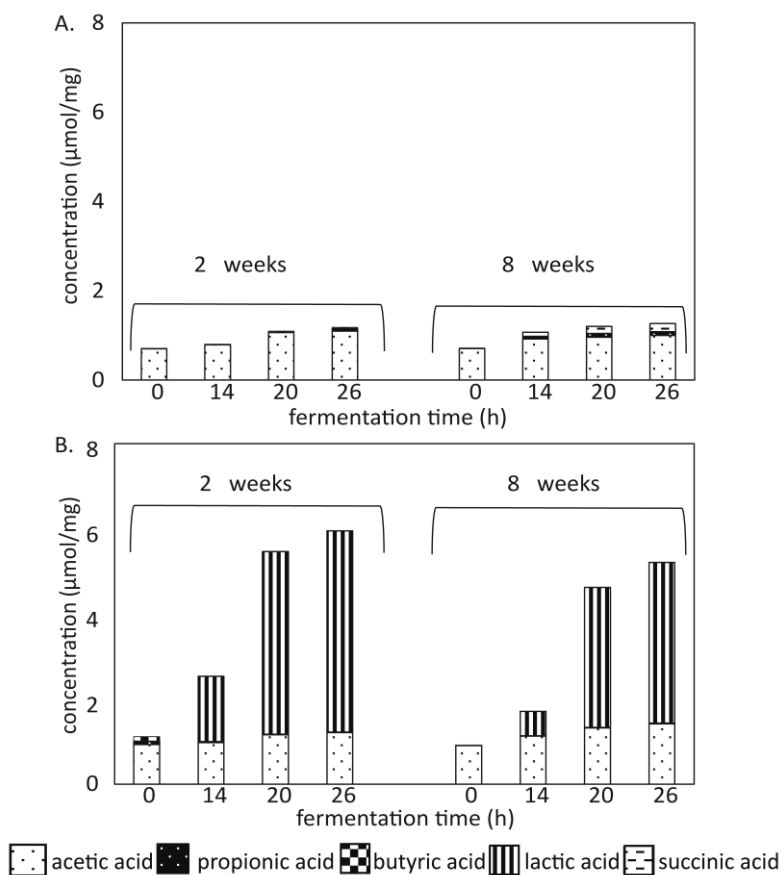 A.
8
6
4
2
0
concentration (µmol/mg)
2 weeks
8 weeks
0 14 20 26 0 14 20 26
fermentation time (h)
B.
8
6
4
2
0
concentration (µmol/mg)
2 weeks
8 weeks
0 14 20 26 0 14 20 26
fermentation time (h)
acetic acid propionic acid butyric acid lactic acid succinic acid